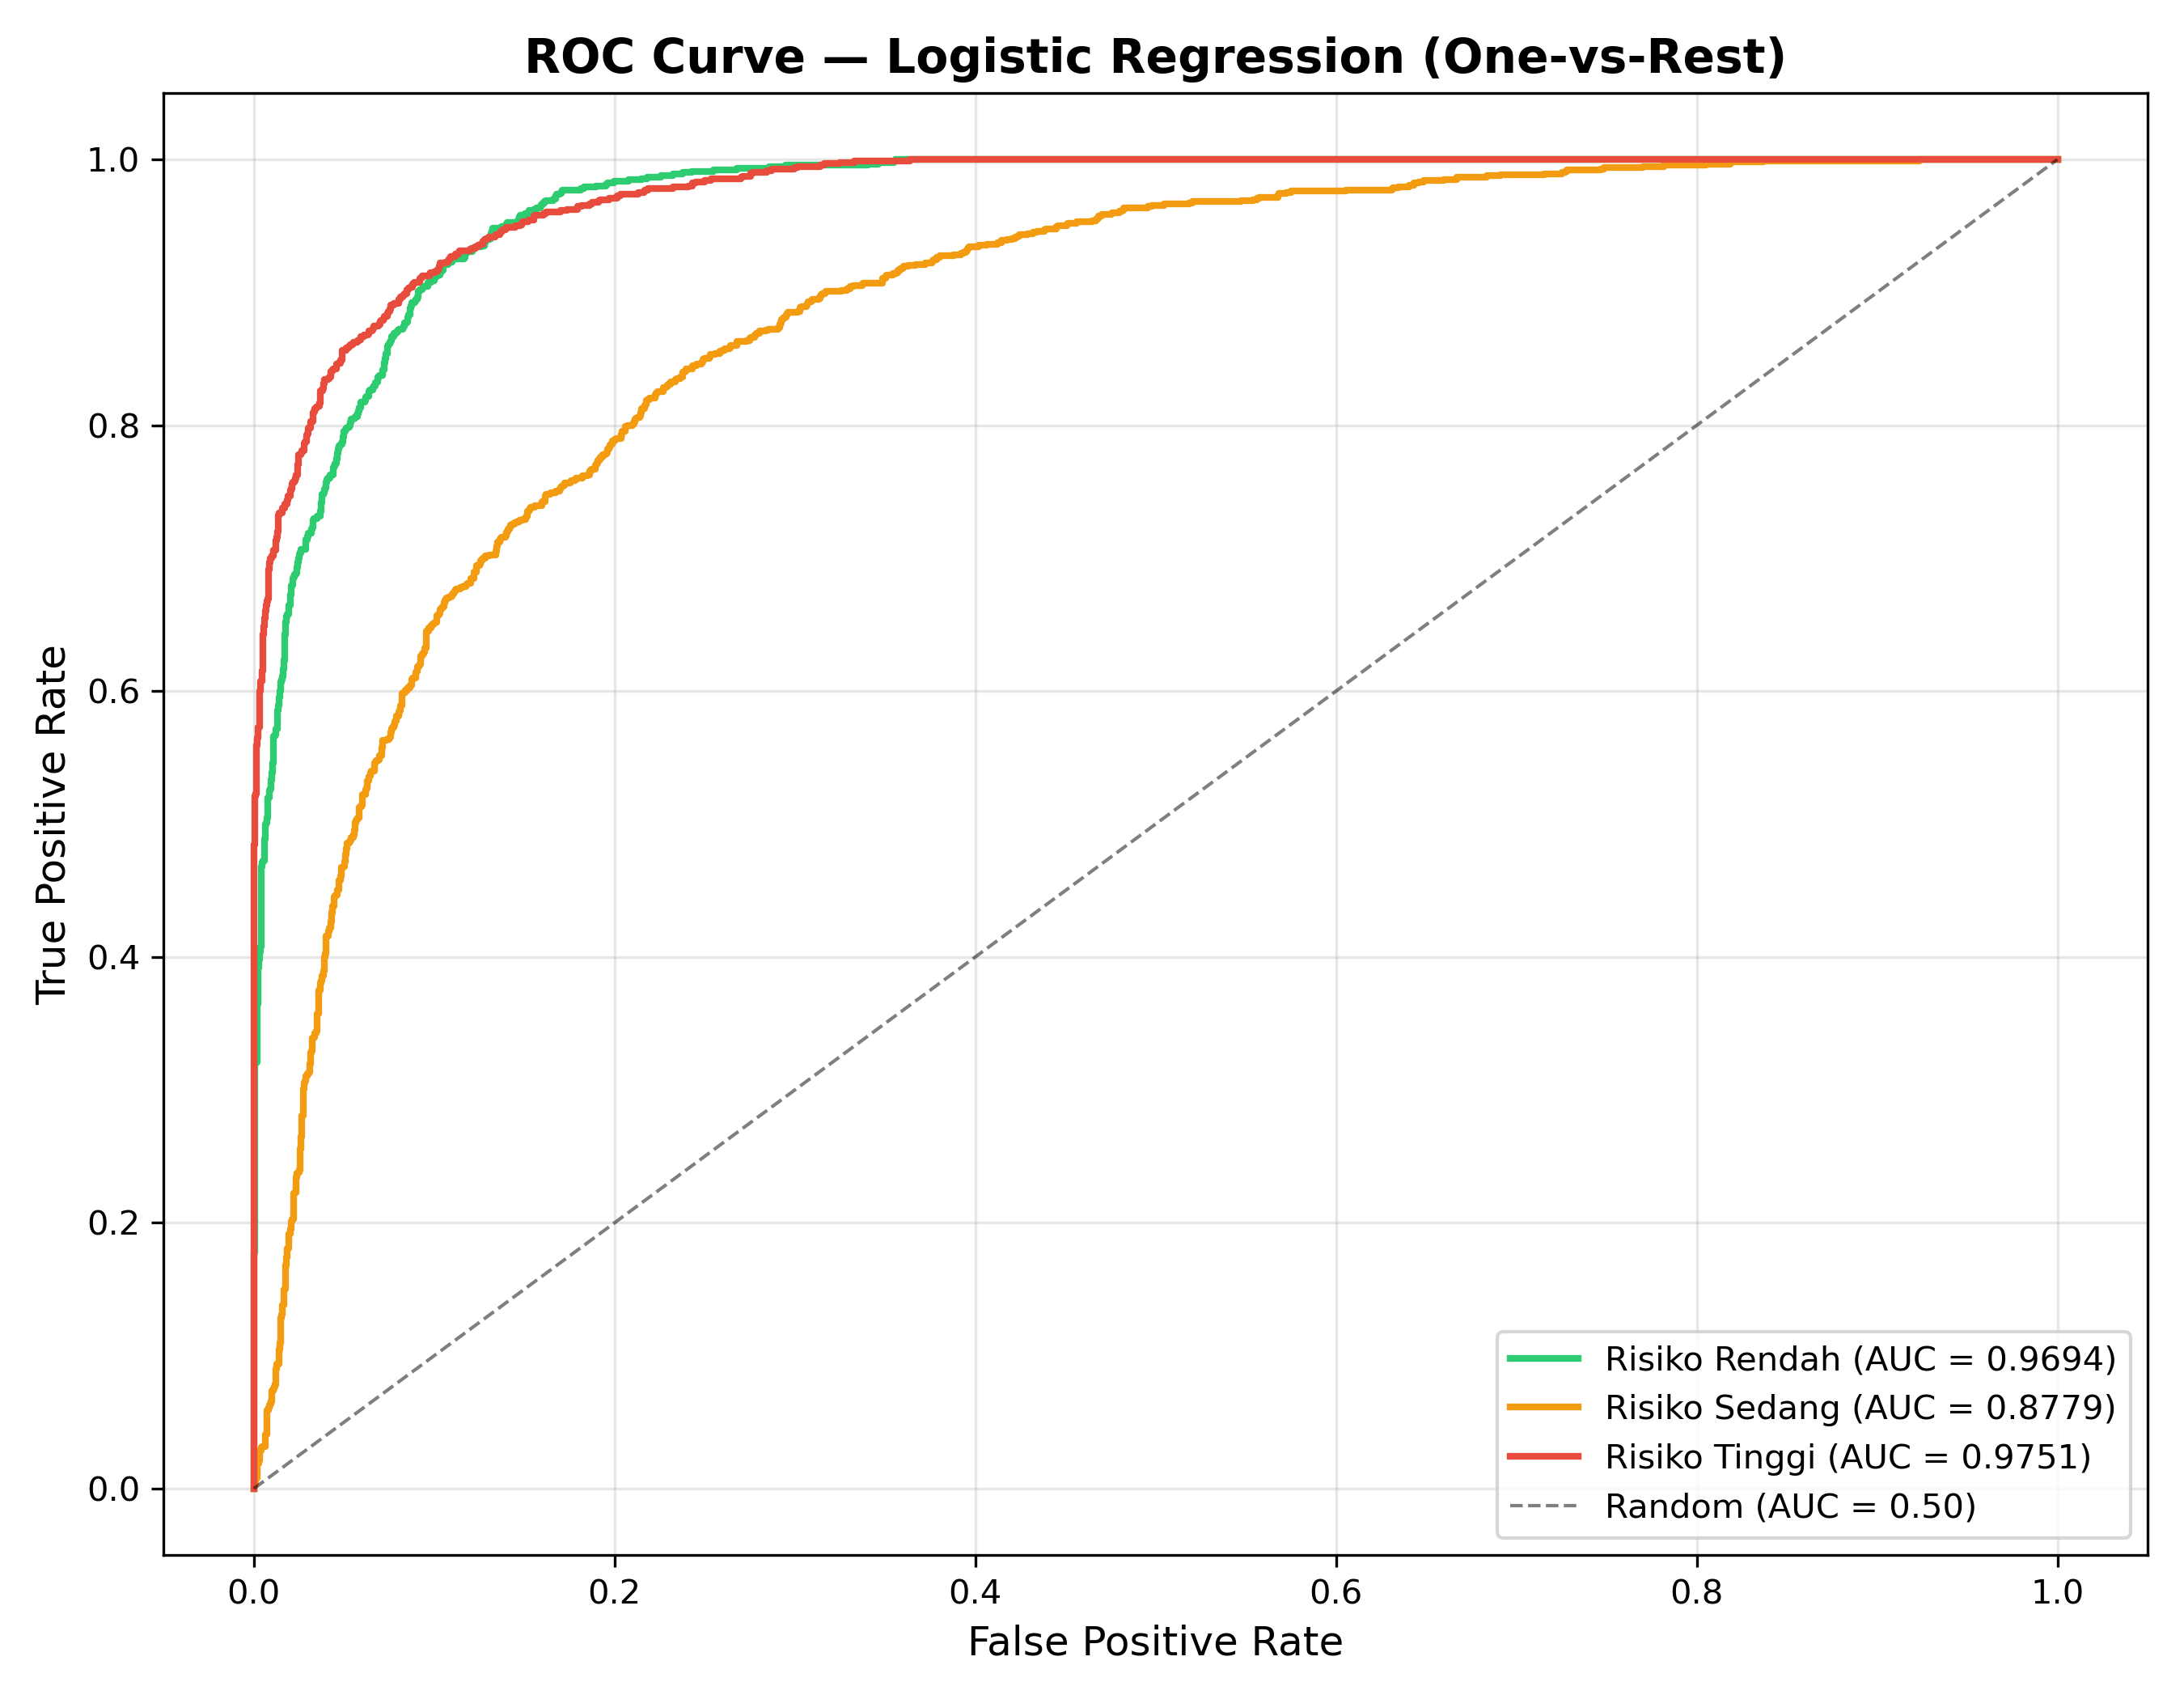 ROC Curve — Logistic Regression (One-vs-Rest)
True Positive Rate
1.0
0.8
0.6
0.4
0.2
0.0
Risiko Rendah (AUC = 0.9694)
Risiko Sedang (AUC = 0.8779)
Risiko Tinggi (AUC = 0.9751)
Random (AUC = 0.50)
0.0 0.2 0.4 0.6 0.8 1.0
False Positive Rate